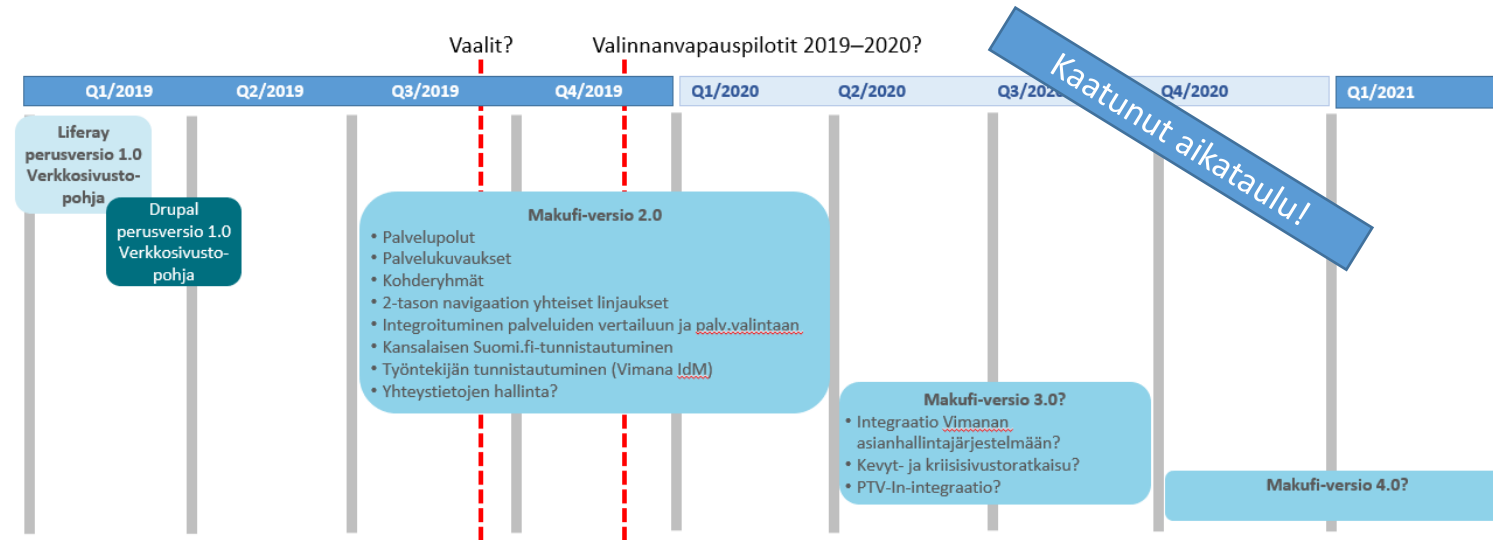 Vaalit?
Valinnanvapauspilotit 2019–2020?
Kaatunut aikataulu!
Q1/2019
Q2/2019
Q3/2019
Q4/2019
Q1/2020
Q2/2020
Q3/2020
Q4/2020
Q1/2021
Liferay
perusversio 1.0
Verkkosivusto-
pohja
Drupal
perusversio 1.0
Verkkosivusto-
pohja
Makufi-versio 2.0
• Palvelupolut
• Palvelukuvaukset
• Kohderyhmät
• 2-tason navigaation yhteiset linjaukset
• Integroituminen palveluiden vertailuun ja palv.valintaan
• Kansalaisen Suomi.fi-tunnistautuminen
• Työntekijän tunnistautuminen (Vimana IdM)
• Yhteystietojen hallinta?
Makufi-versio 3.0?
• Integraatio Vimanan
asianhallintajärjestelmään?
• Kevyt- ja kriisisivustoratkaisu?
• PTV-In-integraatio?
Makufi-versio 4.0?